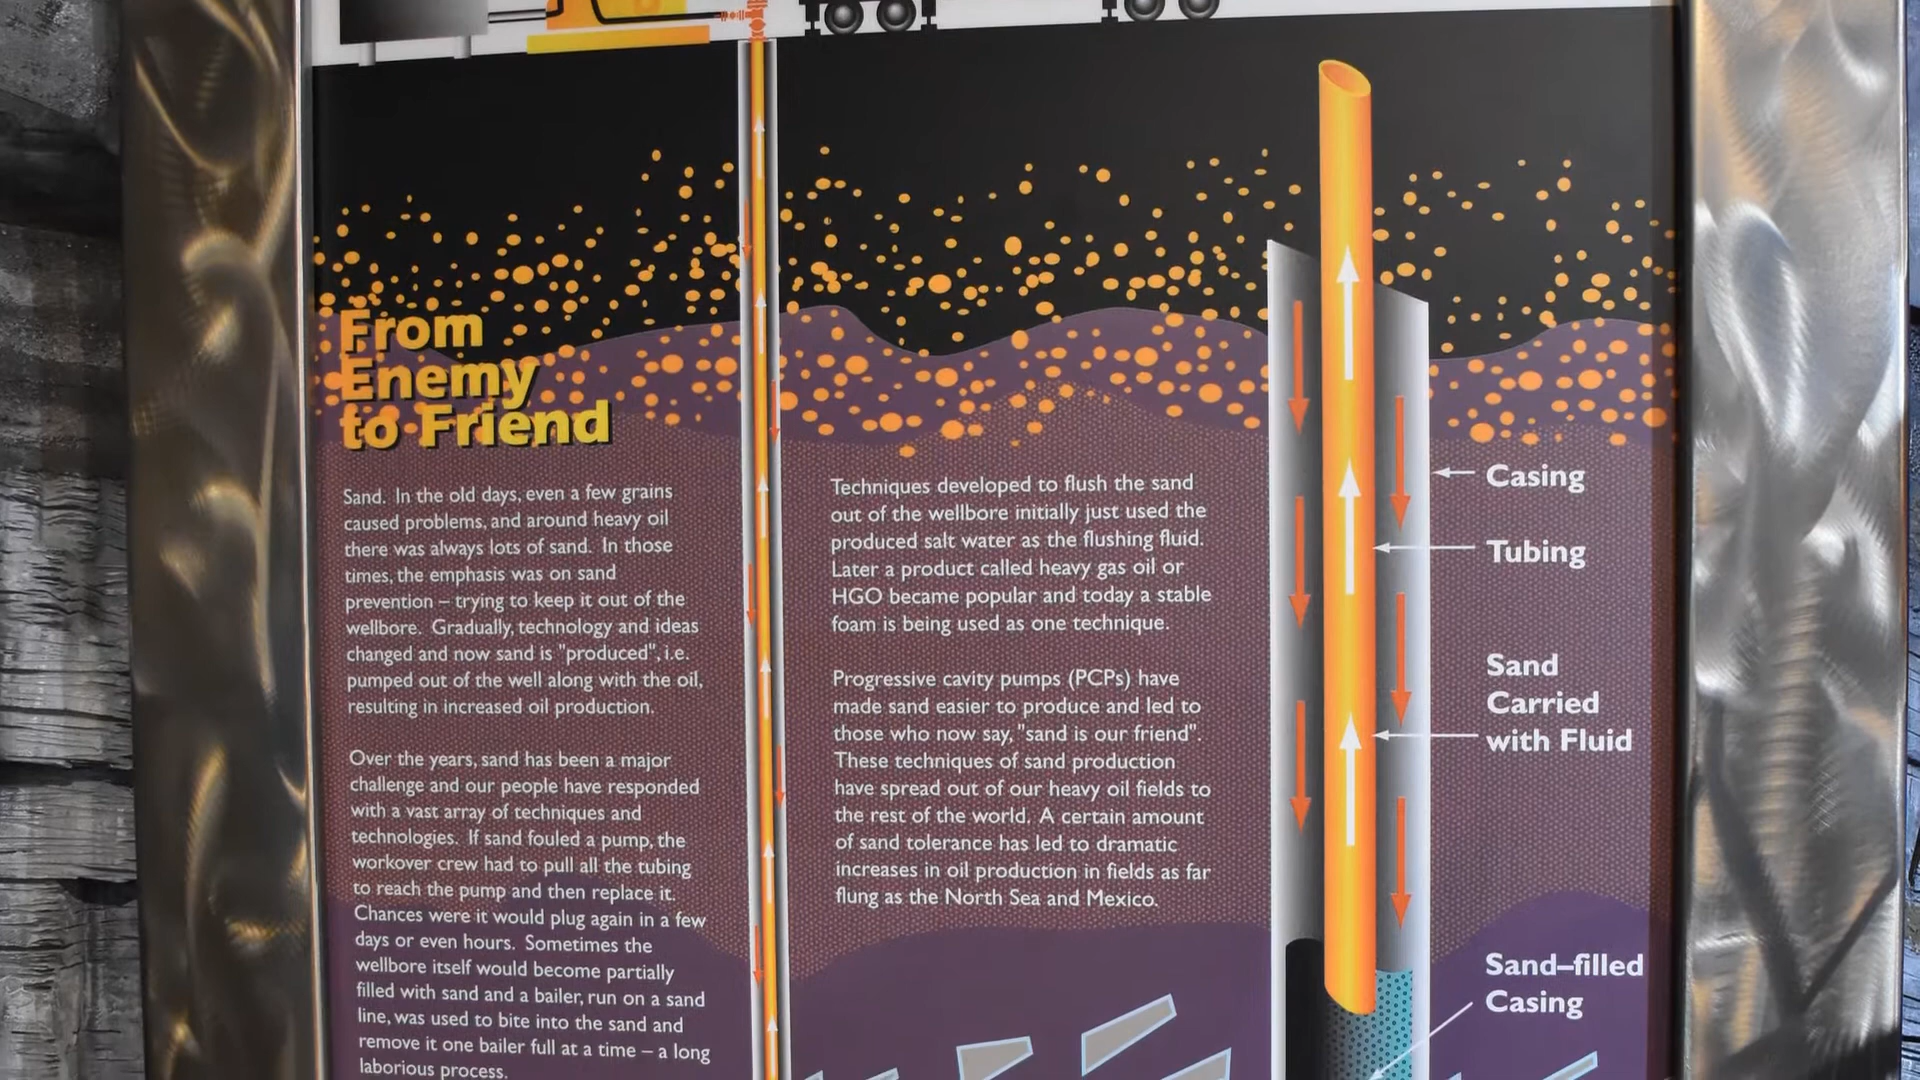 From
Enemy
to Friend
Sand. In the old days, even a few grains
caused problems, and around heavy oil
there was always lots of sand. In those
times, the emphasis was on sand
prevention – trying to keep it out of the
wellbore. Gradually, technology and ideas
changed and now sand is "produced", i.e.
pumped out of the well along with the oil,
resulting in increased oil production.
Over the years, sand has been a major
challenge and our people have responded
with a vast array of techniques and
technologies. If sand fouled a pump, the
workover crew had to pull all the tubing
to reach the pump and then replace it.
Chances were it would plug again in a few
days or even hours. Sometimes the
wellbore itself would become partially
filled with sand and a bailer, run on a sand
line, was used to bite into the sand and
remove it one bailer full at a time – a long
laborious process.
Techniques developed to flush the sand
out of the wellbore initially just used the
produced salt water as the flushing fluid.
Later a product called heavy gas oil or
HGO became popular and today a stable
foam is being used as one technique.
Progressive cavity pumps (PCPs) have
made sand easier to produce and led to
those who now say, "sand is our friend".
These techniques of sand production
have spread out of our heavy oil fields to
the rest of the world. A certain amount
of sand tolerance has led to dramatic
increases in oil production in fields as far
flung as the North Sea and Mexico.
Casing
Tubing
Sand
Carried
with Fluid
Sand–filled
Casing